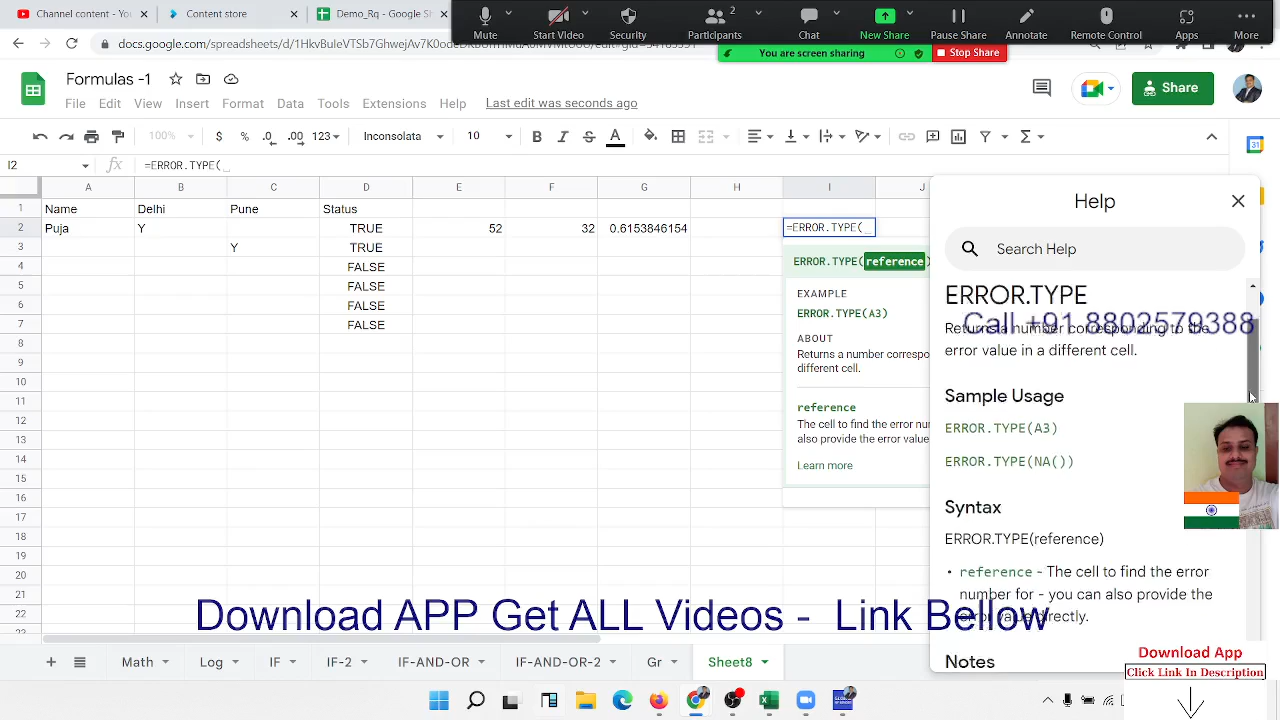 Channel content - You
Current store
Demo_Rq - Google S
Mute
Start Video
Security
2
Participants
Chat
New Share
Pause Share
Annotate
Remote Control
Apps
More
You are screen sharing
Stop Share
Formulas -1
File Edit View Insert Format Data Tools Extensions Help Last edit was seconds ago
Share
100% $ % .0 .00 123 Inconsolata 10 B I S A
31
I2 fx =ERROR.TYPE(
A B C D E F G H I J
1 Name Delhi Pune Status
2 Puja Y TRUE 52 32 0.6153846154 =ERROR.TYPE(
3 Y TRUE
4 FALSE
5 FALSE
6 FALSE
7 FALSE
8
9
10
11
12
13
14
15
16
17
18
19
20
21
22
ERROR.TYPE(reference)
EXAMPLE
ERROR.TYPE(A3)
ABOUT
Returns a number correspo
different cell.
reference
The cell to find the error nu
also provide the error value
Learn more
Help
Search Help
ERROR.TYPE
Call +91 8802579388
Returns a number corresponding to the
error value in a different cell.
Sample Usage
ERROR.TYPE(A3)
ERROR.TYPE(NA())
Syntax
ERROR.TYPE(reference)
• reference - The cell to find the error
number for - you can also provide the
error value directly.
Notes
Download APP Get ALL Videos - Link Bellow
Math Log IF IF-2 IF-AND-OR IF-AND-OR-2 Gr Sheet8
Download App
Click Link In Description